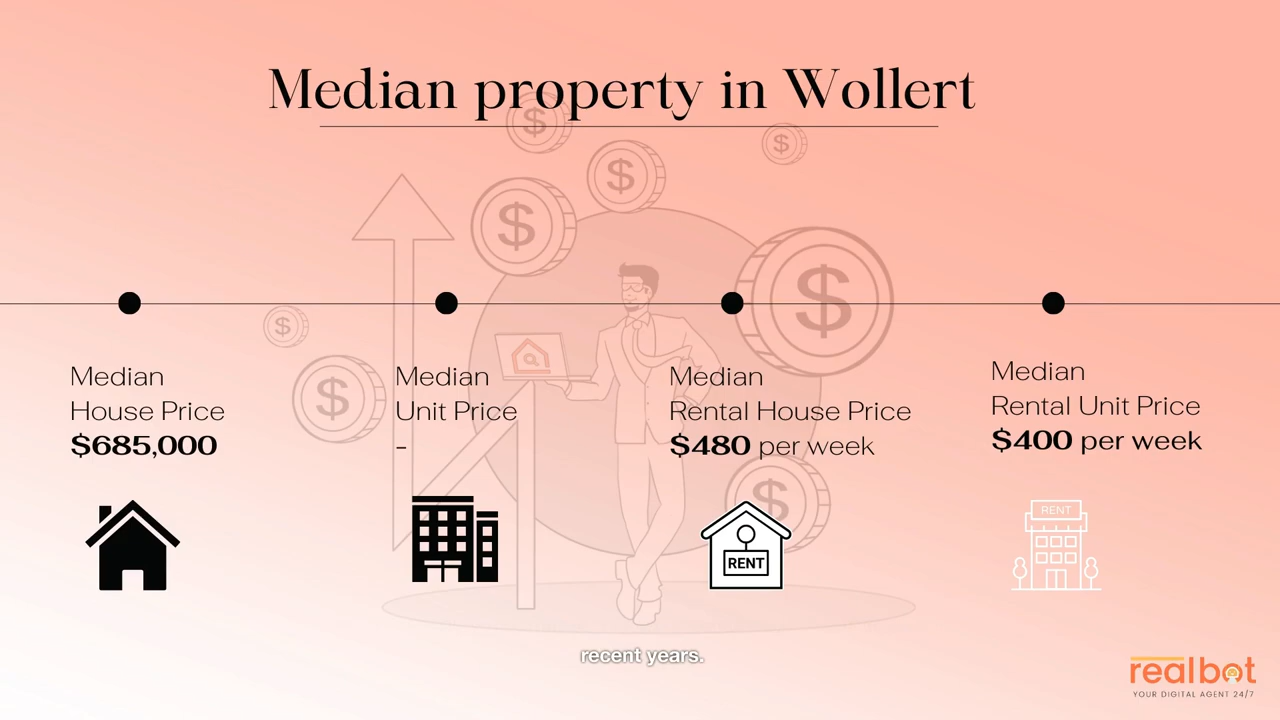 Median property in Wollert
Median
House Price
$685,000
Median
Unit Price
-
Median
Rental House Price
$480 per week
Median
Rental Unit Price
$400 per week
RENT
RENT
recent years.
realbot
YOUR DIGITAL AGENT 24/7